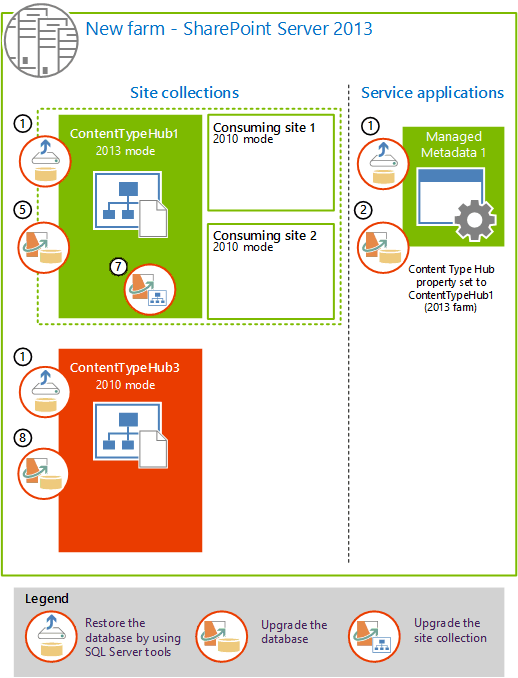 New farm - SharePoint Server 2013
Site collections
Service applications
1
ContentTypeHub1
2013 mode
Consuming site 1
2010 mode
5
Consuming site 2
2010 mode
7
1
Managed
Metadata 1
2
Content Type Hub
property set to
ContentTypeHub1
(2013 farm)
1
ContentTypeHub3
2010 mode
8
Legend
Restore the
database by using
SQL Server tools
Upgrade the
database
Upgrade the
site collection